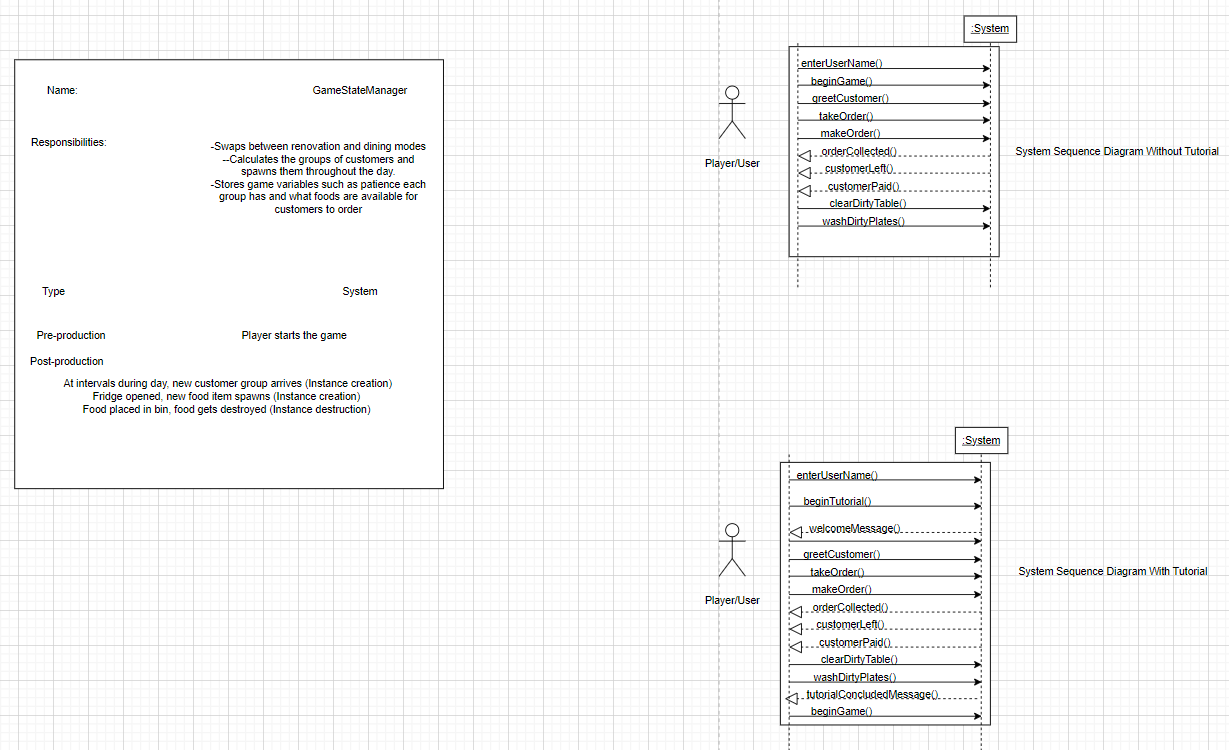 Name:
GameStateManager
Responsibilities:
-Swaps between renovation and dining modes
--Calculates the groups of customers and
spawns them throughout the day.
-Stores game variables such as patience each
group has and what foods are available for
customers to order
Type
System
Pre-production
Player starts the game
Post-production
At intervals during day, new customer group arrives (Instance creation)
Fridge opened, new food item spawns (Instance creation)
Food placed in bin, food gets destroyed (Instance destruction)
:System
enterUserName()
beginGame()
greetCustomer()
takeOrder()
makeOrder()
orderCollected()
customerLeft()
customerPaid()
clearDirtyTable()
washDirtyPlates()
Player/User
System Sequence Diagram Without Tutorial
:System
enterUserName()
beginTutorial()
welcomeMessage()
greetCustomer()
takeOrder()
makeOrder()
orderCollected()
customerLeft()
customerPaid()
clearDirtyTable()
washDirtyPlates()
tutorialConcludedMessage()
beginGame()
Player/User
System Sequence Diagram With Tutorial